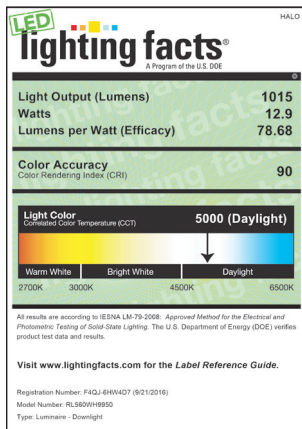 HALO
LED
lighting facts®
A Program of the U.S. DOE
Light Output (Lumens) 1015
Watts 12.9
Lumens per Watt (Efficacy) 78.68
Color Accuracy
Color Rendering Index (CRI) 90
Light Color
Correlated Color Temperature (CCT) 5000 (Daylight)
Warm White Bright White Daylight
2700K 3000K 4500K 6500K
All results are according to IESNA LM-79-2008: Approved Method for the Electrical and
Photometric Testing of Solid-State Lighting. The U.S. Department of Energy (DOE) verifies
product test data and results.
Visit www.lightingfacts.com for the Label Reference Guide.
Registration Number: F4QJ-6HW4D7 (9/21/2016)
Model Number: RLS60WH9950
Type: Luminaire - Downlight